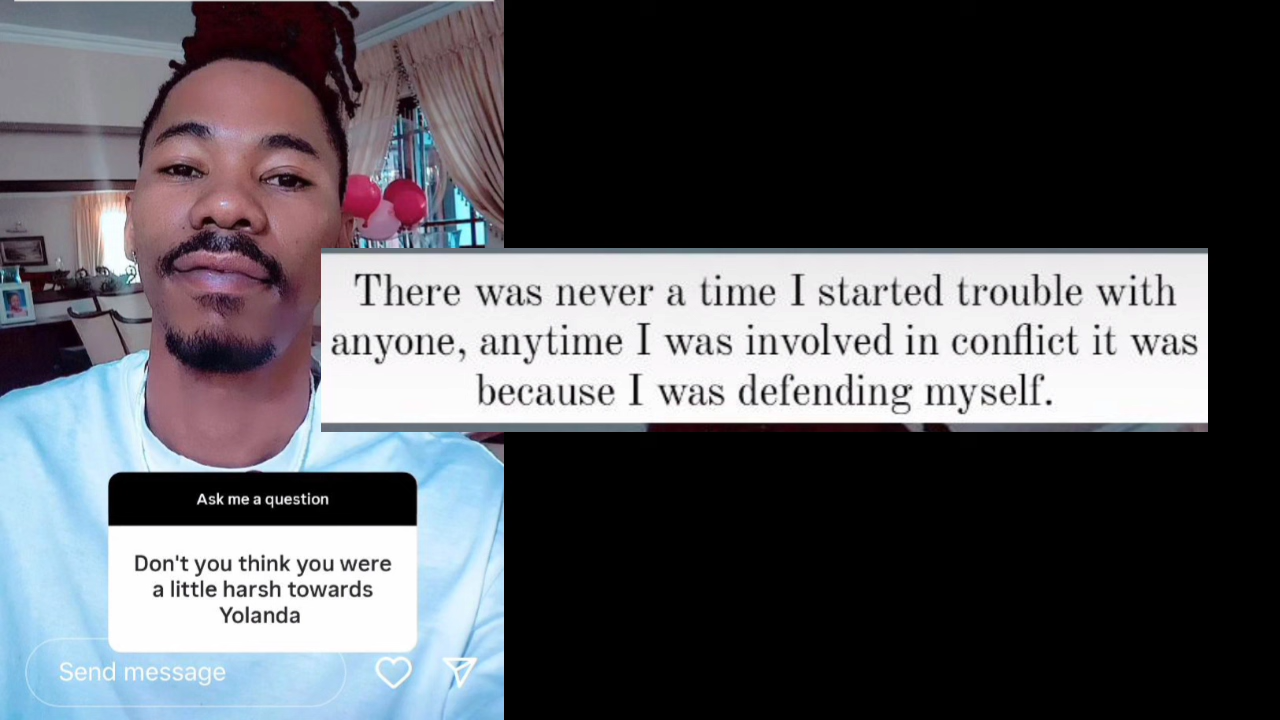 There was never a time I started trouble with
anyone, anytime I was involved in conflict it was
because I was defending myself.
Ask me a question
Don't you think you were
a little harsh towards
Yolanda
Send message